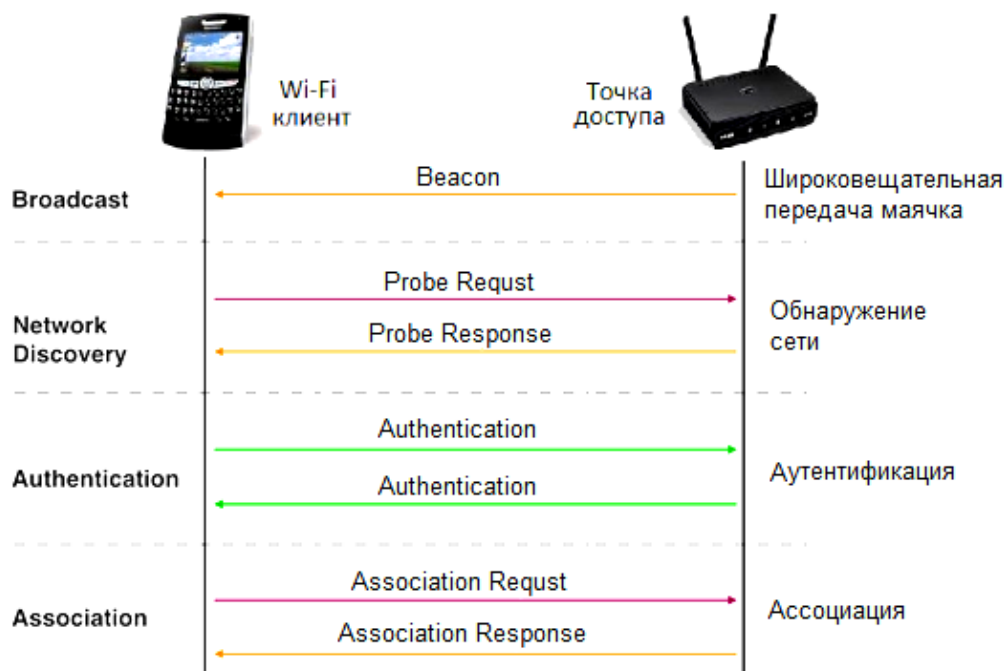 Wi-Fi
клиент
Точка
доступа
Broadcast
Beacon
Широковещательная
передача маячка
Network
Discovery
Probe Requst
Probe Response
Обнаружение
сети
Authentication
Authentication
Authentication
Аутентификация
Association
Association Requst
Association Response
Ассоциация